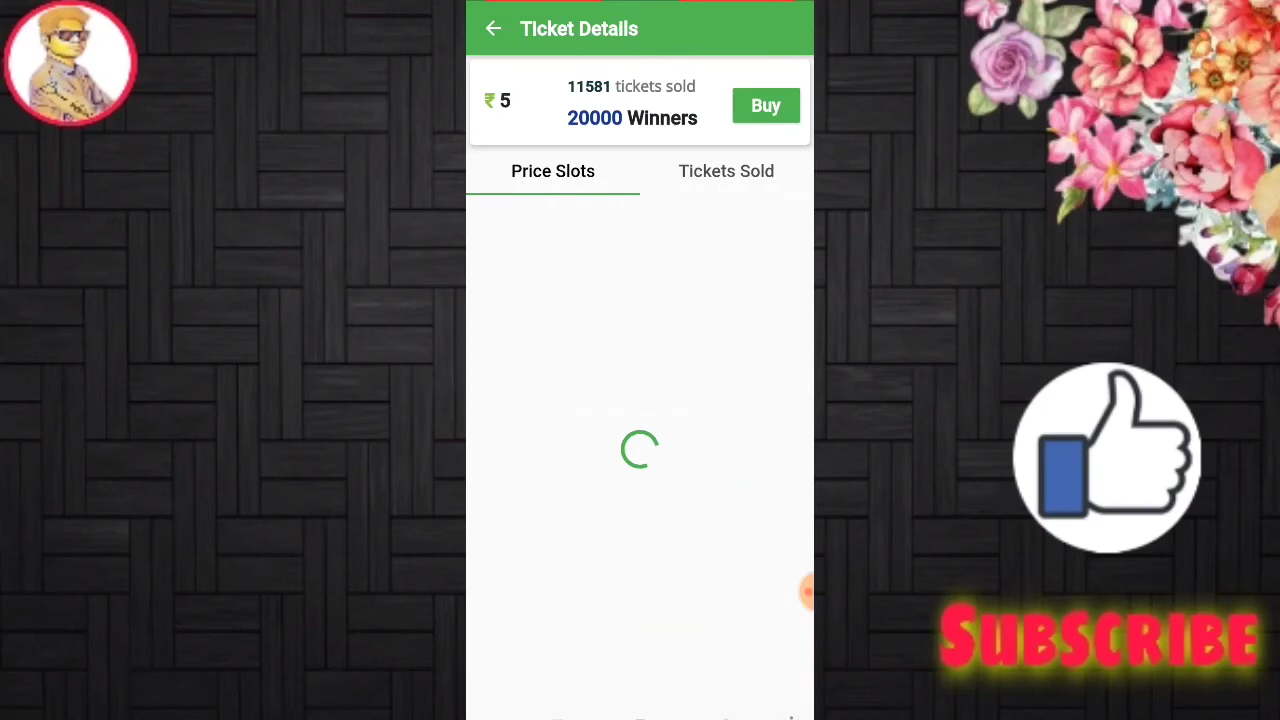 Ticket Details
₹ 5
11581 tickets sold
20000 Winners
Buy
Price Slots
Tickets Sold
SUBSCRIBE